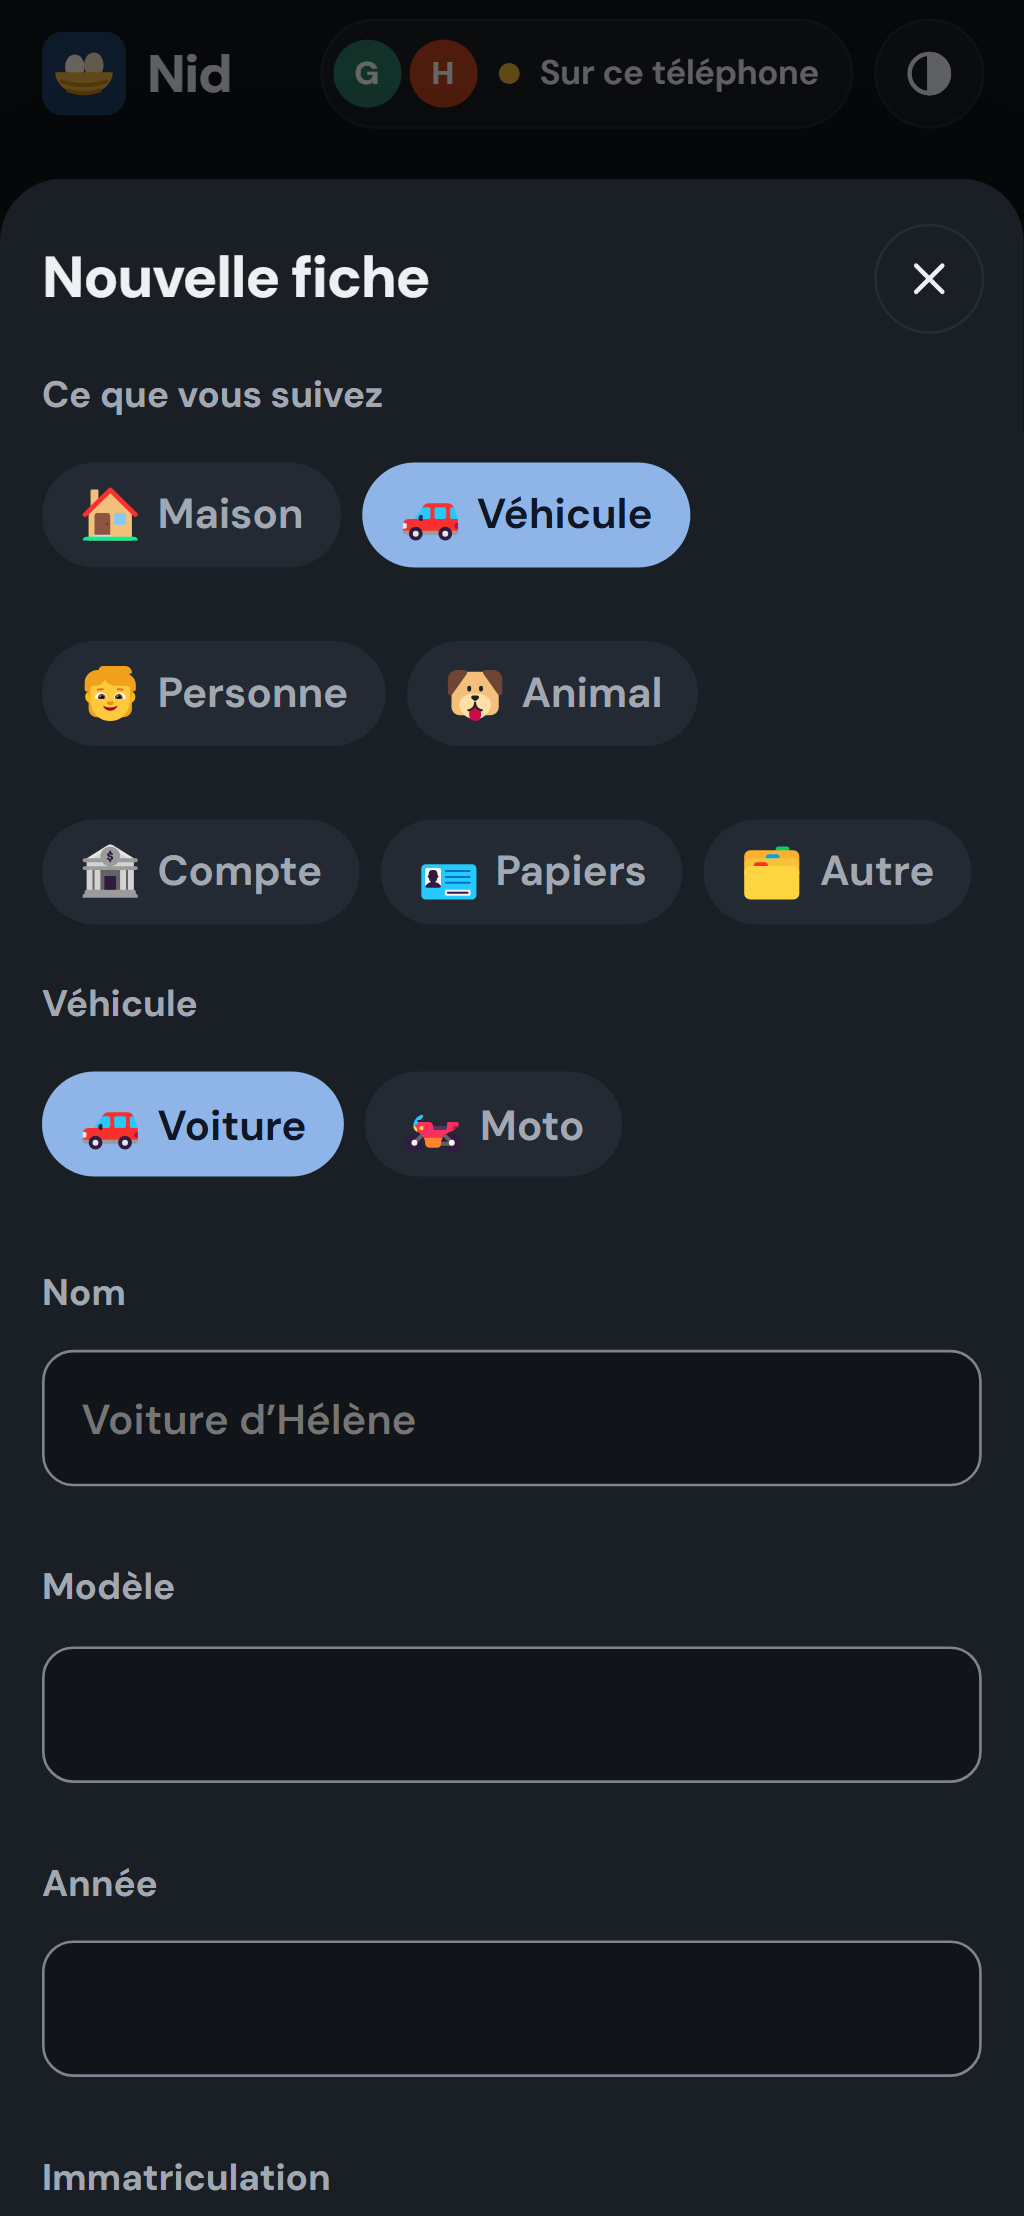 Nid
G H Sur ce téléphone
Nouvelle fiche
Ce que vous suivez
Maison Véhicule
Personne Animal
Compte Papiers Autre
Véhicule
Voiture Moto
Nom
Voiture d’Hélène
Modèle
Année
Immatriculation